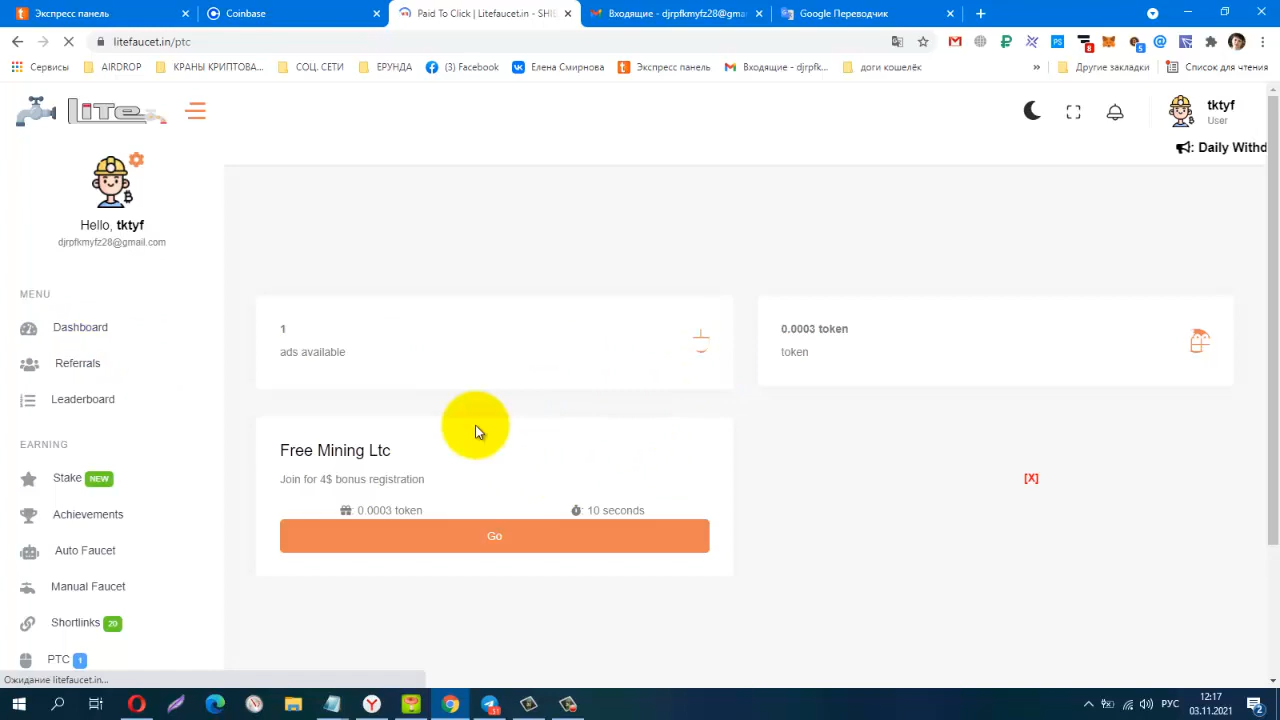 Экспресс панель
Coinbase
Paid To Click | Litefaucet.in - SHIB
Входящие - djrpfkmyfz28@gmai
Google Переводчик
litefaucet.in/ptc
Сервисы
AIRDROP
КРАНЫ КРИПТОВА...
СОЦ. СЕТИ
ЕРУНДА
(3) Facebook
Елена Смирнова
Экспресс панель
Входящие - djrpfk...
доги кошелёк
»
Другие закладки
Список для чтения
LITE
tktyf
User
: Daily Withd
Hello, tktyf
djrpfkmyfz28@gmail.com
MENU
Dashboard
Referrals
Leaderboard
EARNING
Stake NEW
Achievements
Auto Faucet
Manual Faucet
Shortlinks 20
PTC 1
1
ads available
0.0003 token
token
Free Mining Ltc
Join for 4$ bonus registration
: 0.0003 token
: 10 seconds
Go
[X]
Ожидание litefaucet.in...
РУС
12:17
03.11.2021